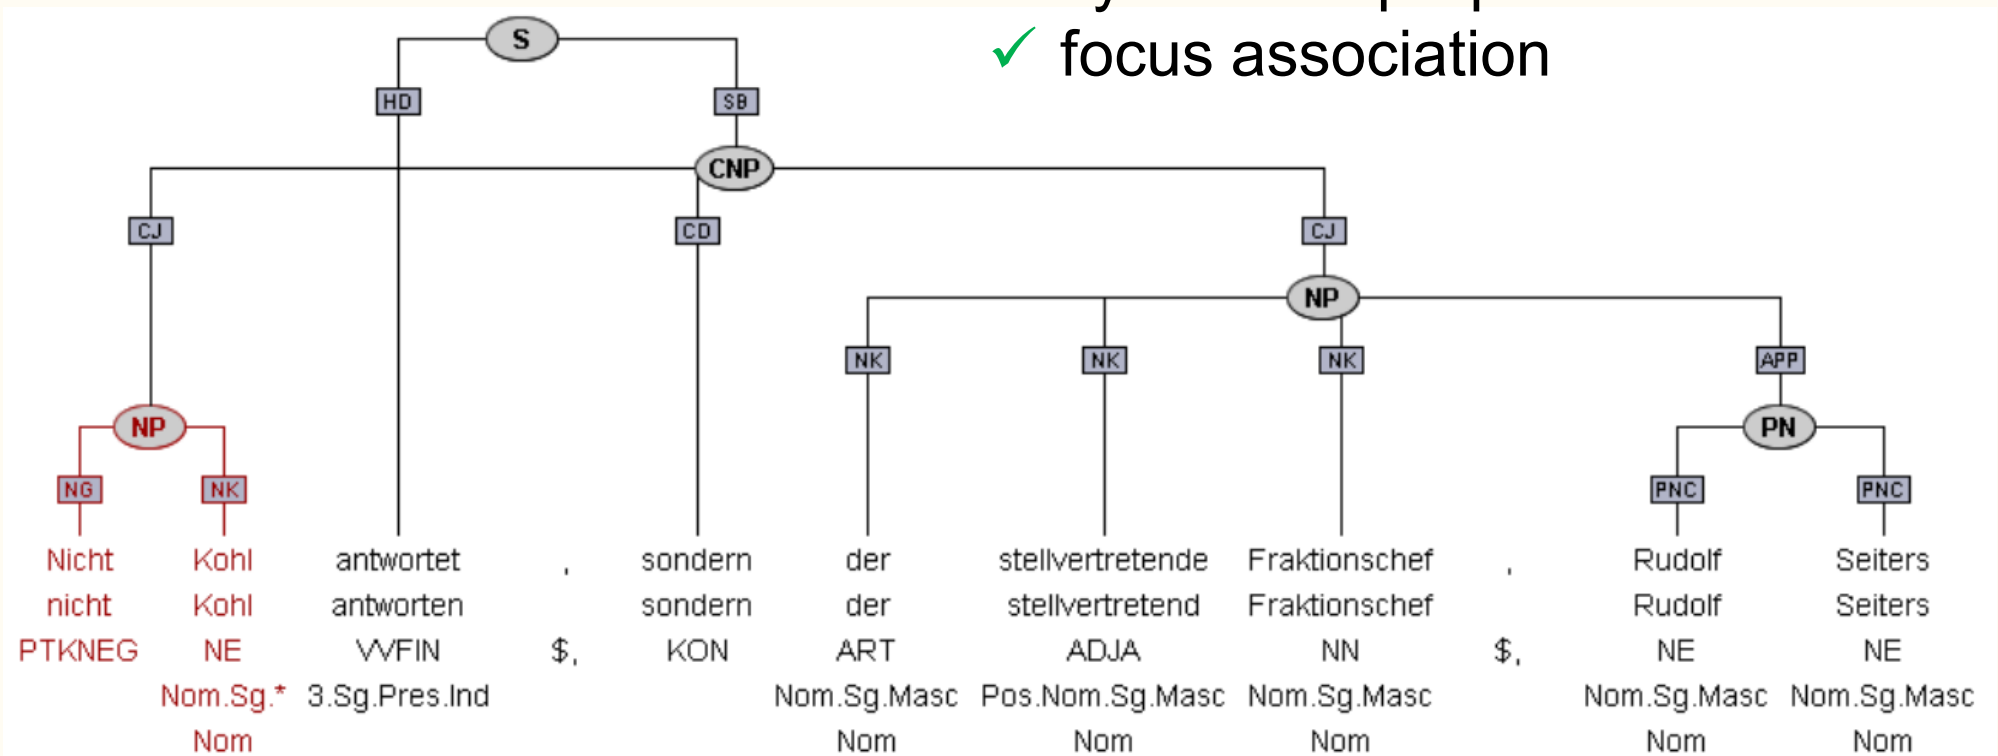 ✓ focus association
S
HD SB
CNP
CJ CD CJ
NP
NK NK NK APP
NP PN
NG NK PNC PNC
Nicht Kohl antwortet , sondern der stellvertretende Fraktionschef , Rudolf Seiters
nicht Kohl antworten sondern der stellvertretend Fraktionschef Rudolf Seiters
PTKNEG NE VVFIN $, KON ART ADJA NN $, NE NE
Nom.Sg.* 3.Sg.Pres.Ind Nom.Sg.Masc Pos.Nom.Sg.Masc Nom.Sg.Masc Nom.Sg.Masc Nom.Sg.Masc
Nom Nom Nom Nom Nom Nom